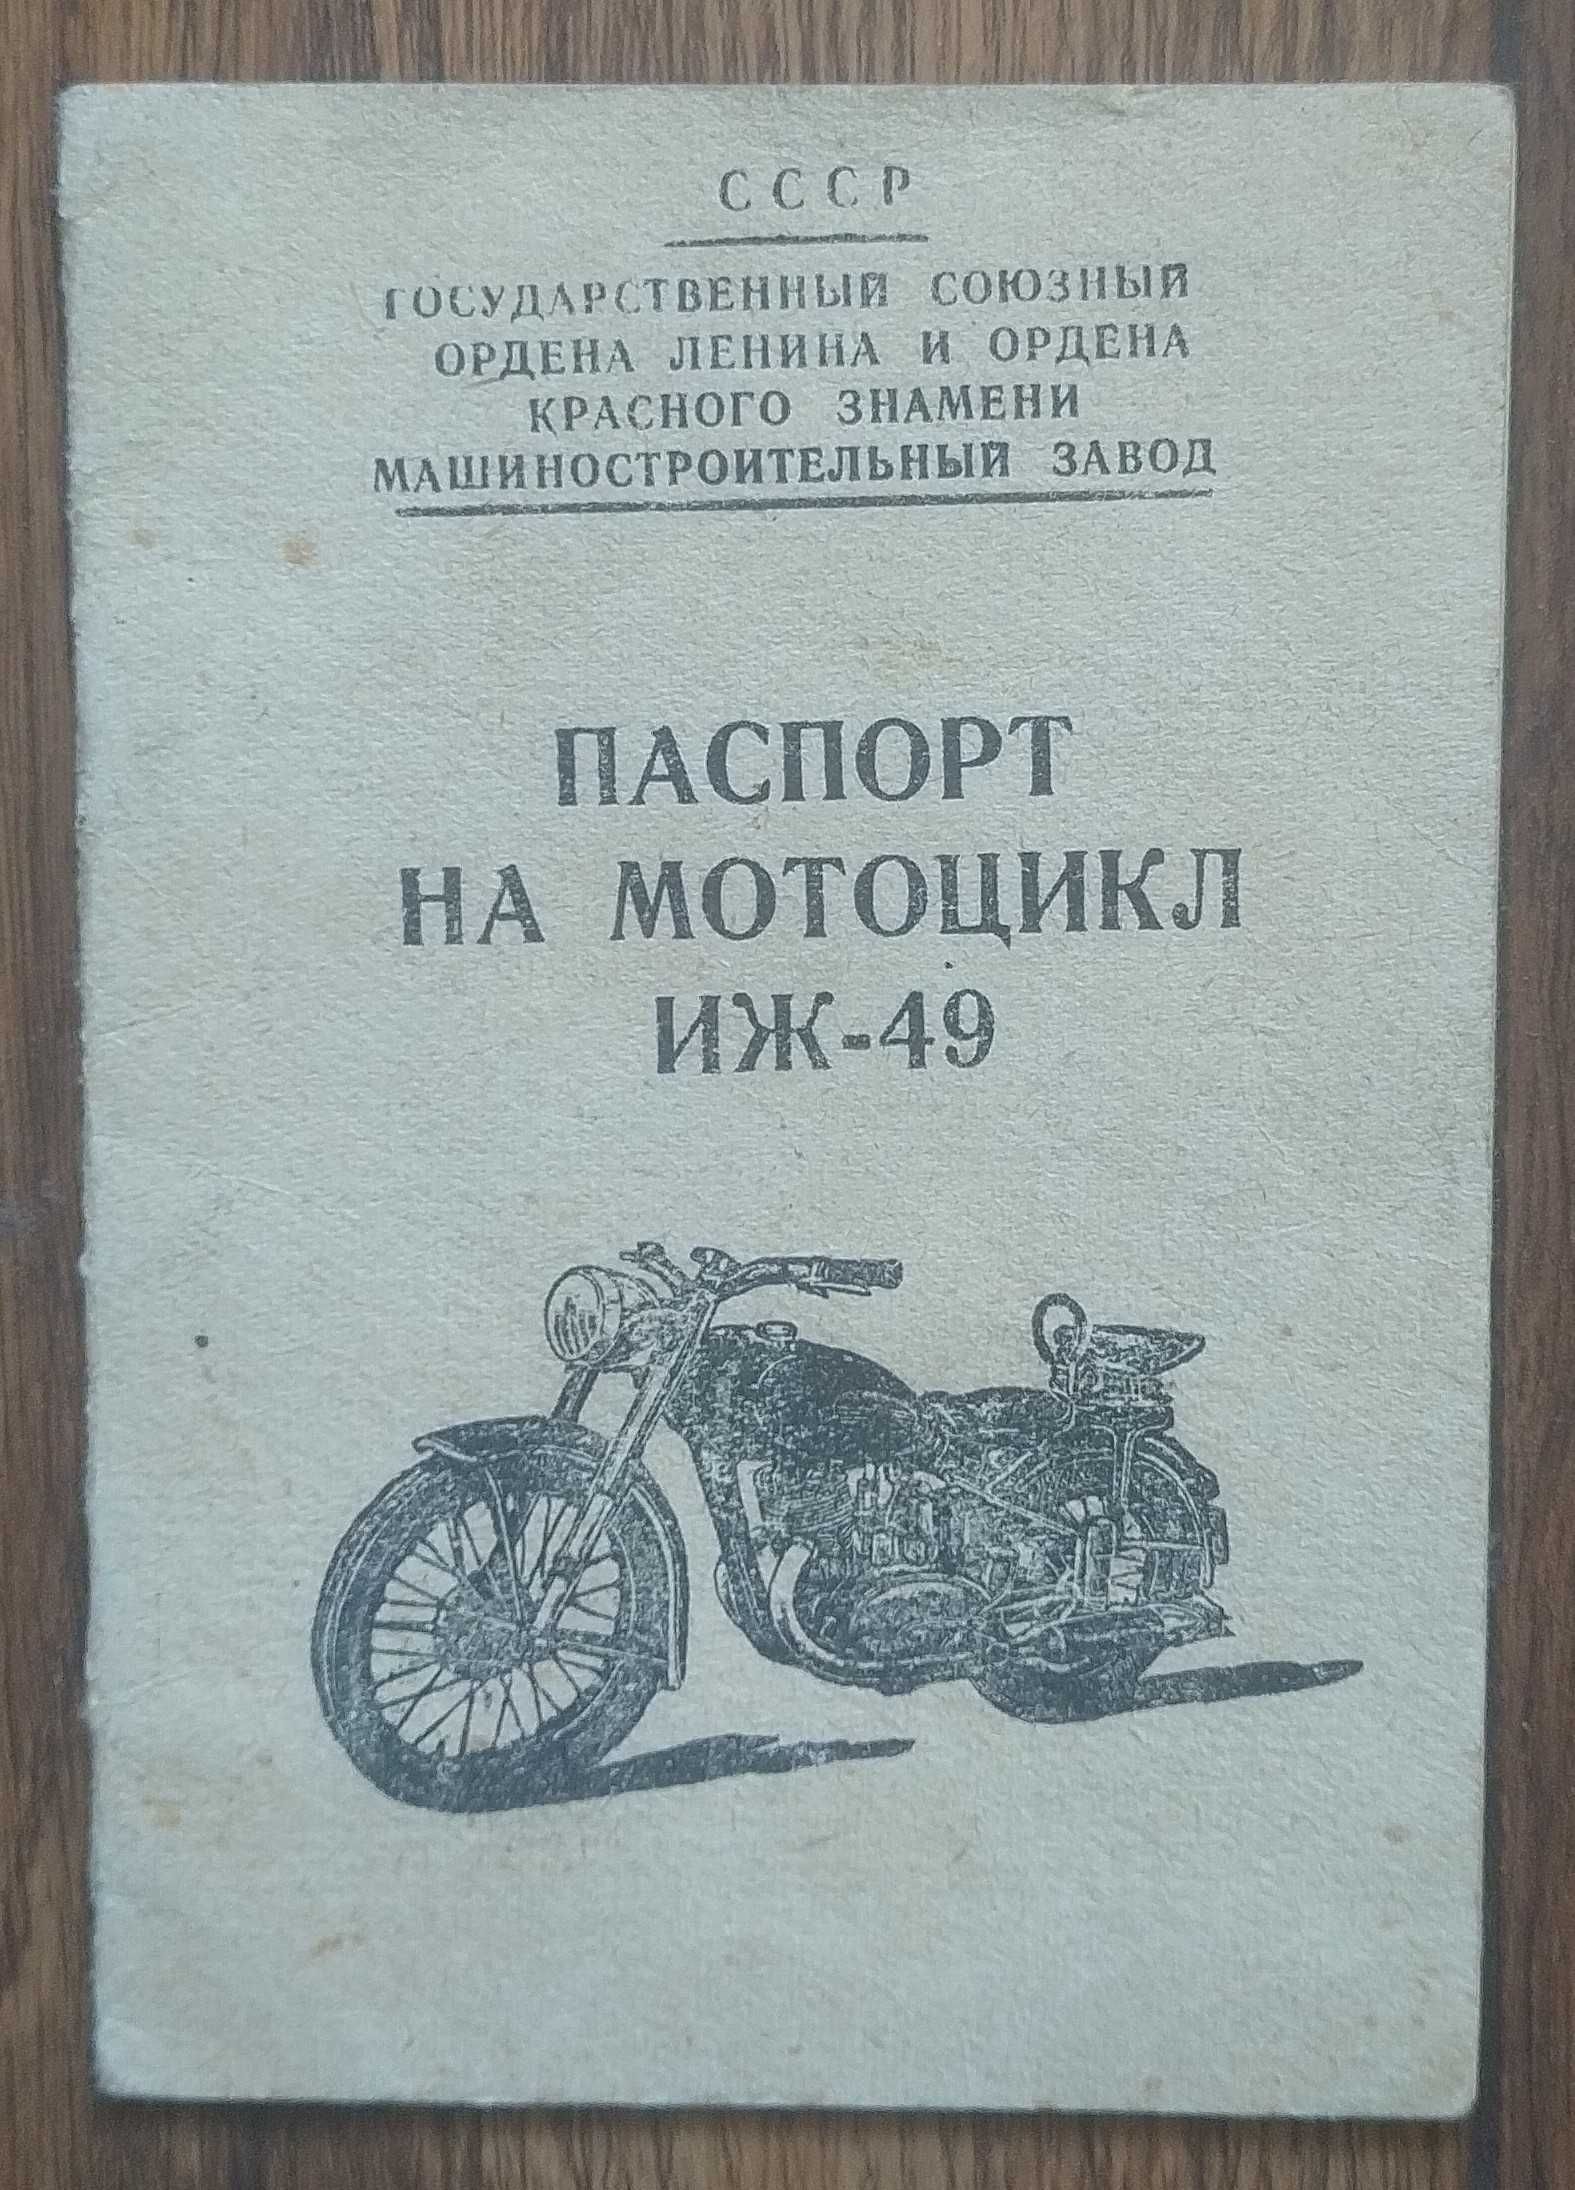 СССР
ГОСУДАРСТВЕННЫЙ СОЮЗНЫЙ
ОРДЕНА ЛЕНИНА И ОРДЕНА
КРАСНОГО ЗНАМЕНИ
МАШИНОСТРОИТЕЛЬНЫЙ ЗАВОД
ПАСПОРТ
НА МОТОЦИКЛ
ИЖ-49